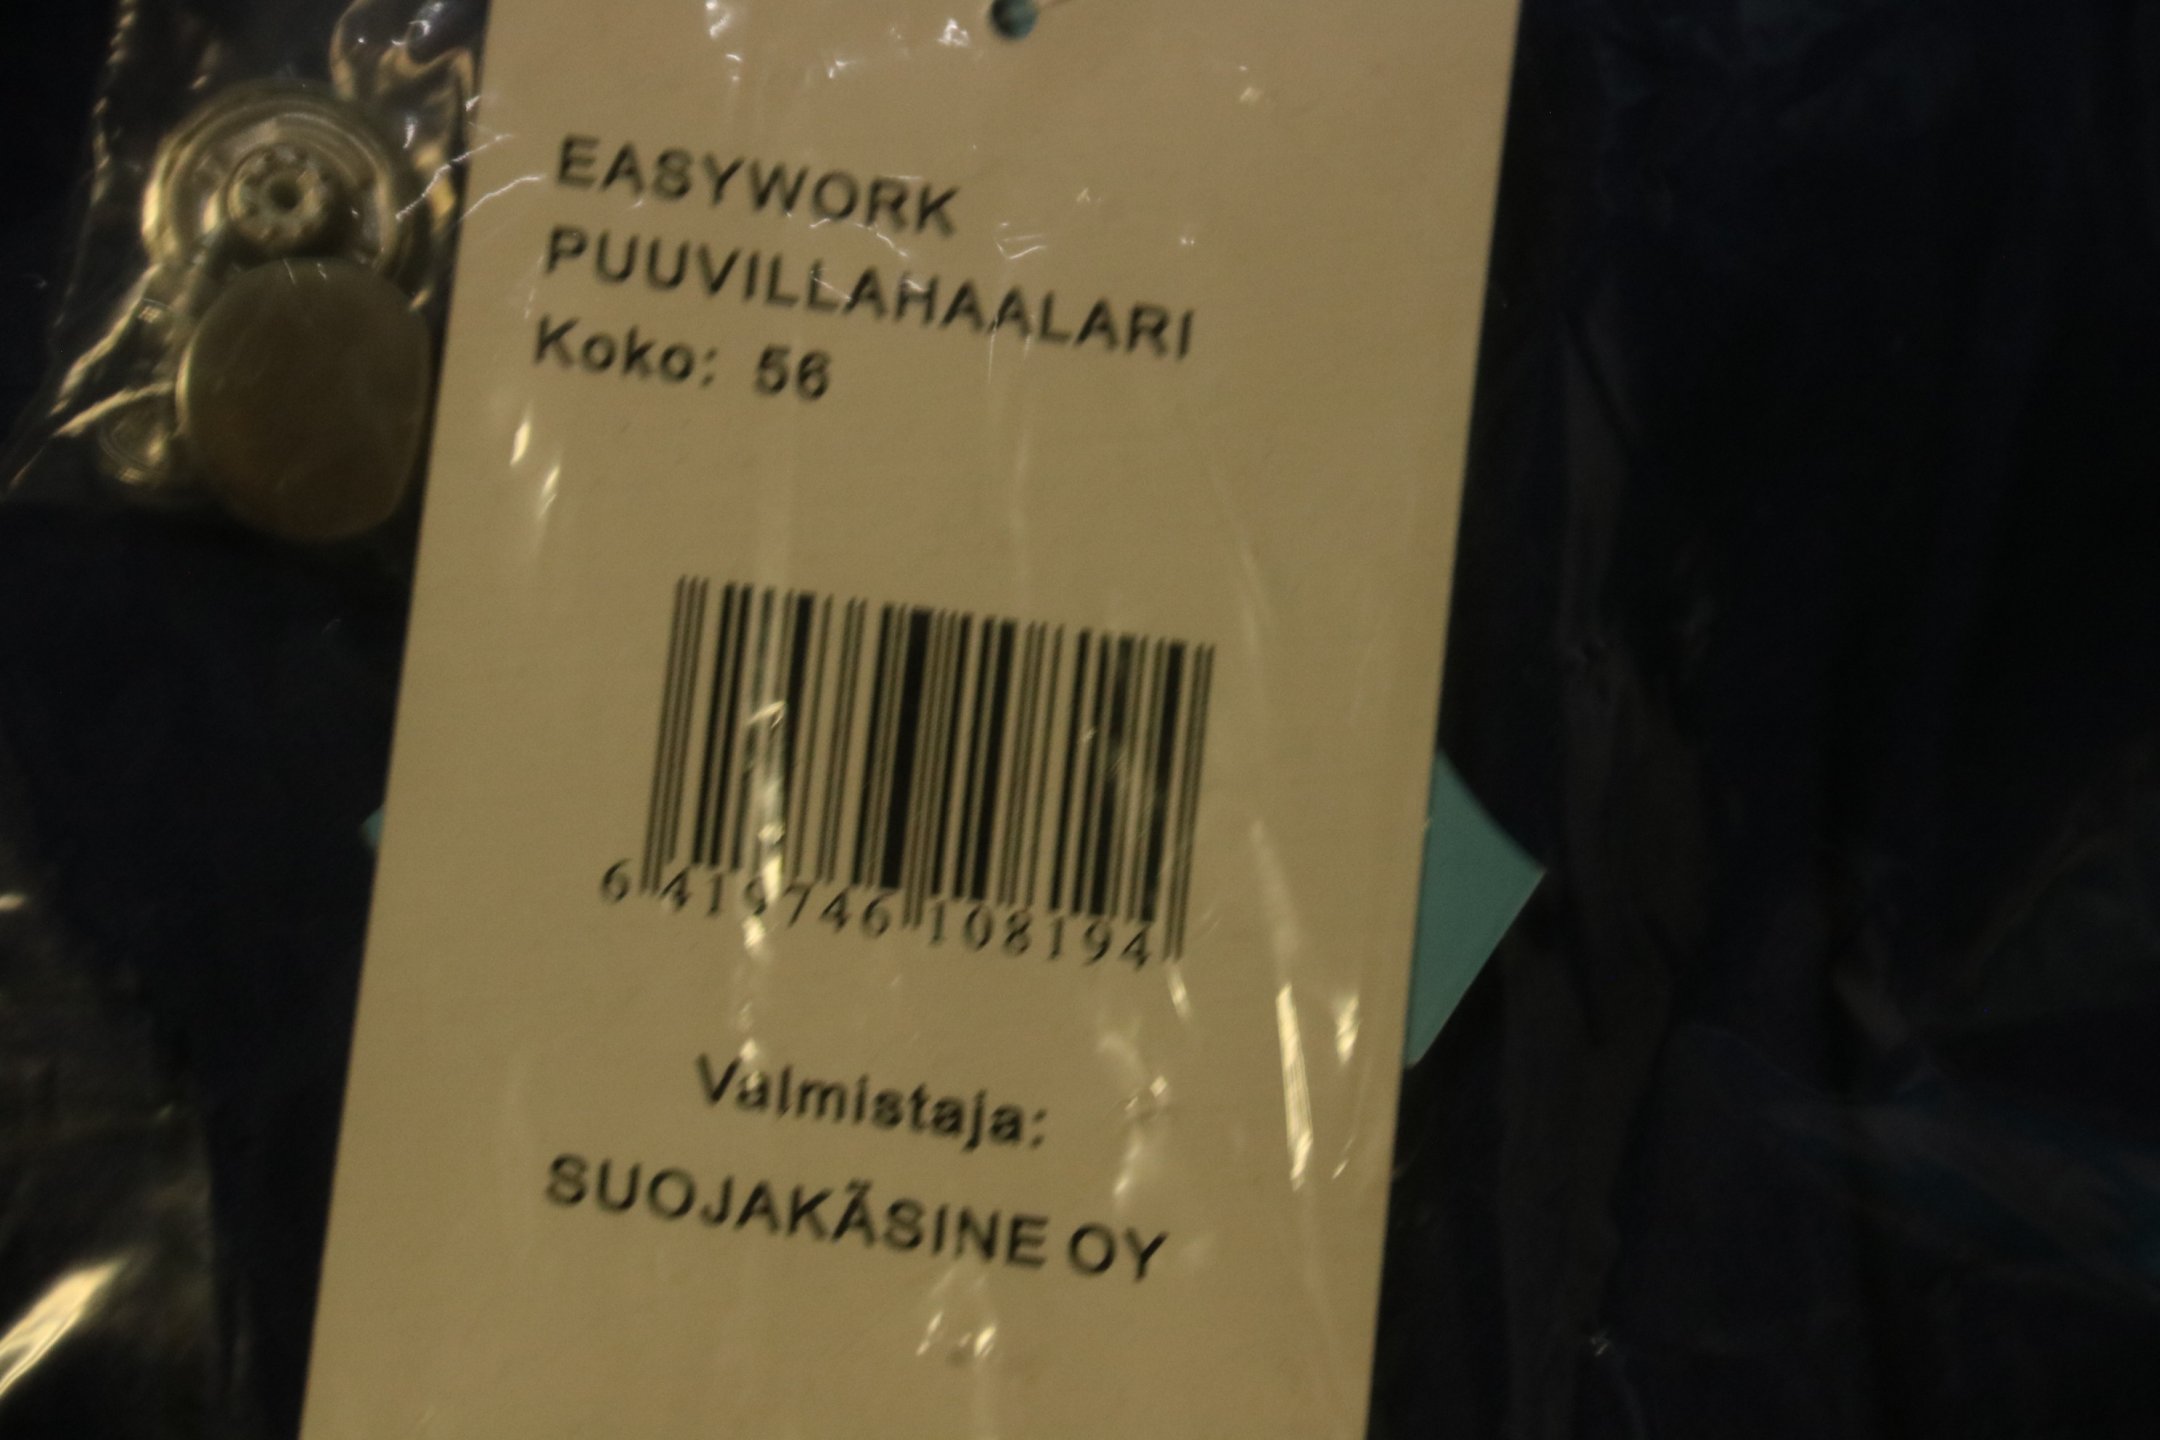 EASYWORK
PUUVILLAHAALARI
Koko: 56
6 419746 108194
Valmistaja:
SUOJAKÄSINE OY